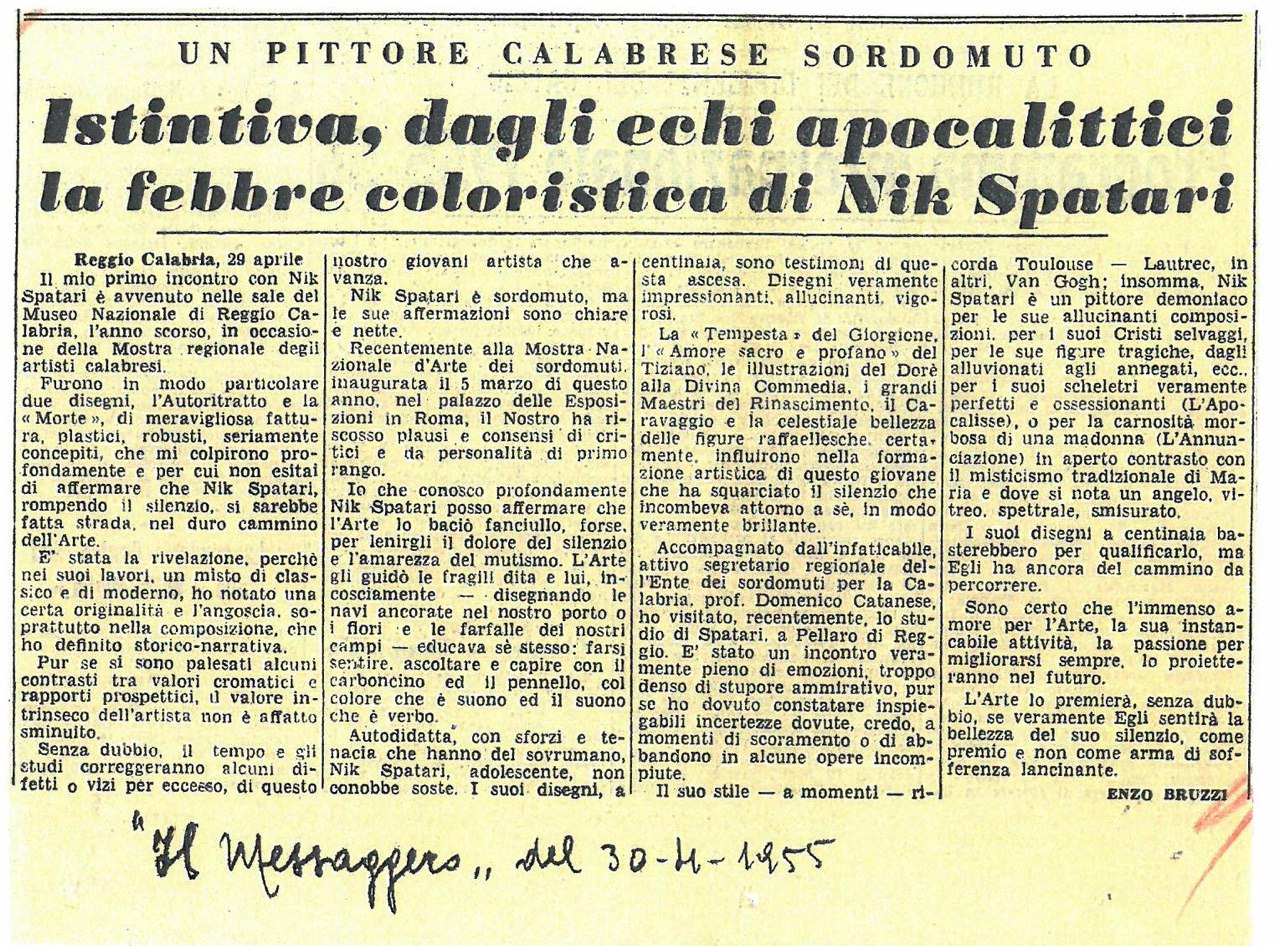 UN PITTORE CALABRESE SORDOMUTO
Istintiva, dagli echi apocalittici
la febbre coloristica di Nik Spatari
Reggio Calabria, 29 aprile
Il mio primo incontro con Nik
Spatari è avvenuto nelle sale del
Museo Nazionale di Reggio Ca-
labria, l'anno scorso, in occasio-
ne della Mostra regionale degli
artisti calabresi.
Furono in modo particolare
due disegni, l'Autoritratto e la
«Morte», di meravigliosa fattu-
ra, plastici, robusti, seriamente
concepiti, che mi colpirono pro-
fondamente e per cui non esitai
di affermare che Nik Spatari,
rompendo il silenzio, si sarebbe
fatta strada, nel duro cammino
dell'Arte.
E' stata la rivelazione, perchè
nei suoi lavori, un misto di clas-
sico e di moderno, ho notato una
certa originalità e l'angoscia, so-
prattutto nella composizione, che
ho definito storico-narrativa.
Pur se si sono palesati alcuni
contrasti tra valori cromatici e
rapporti prospettici, il valore in-
trinseco dell'artista non è affatto
sminuito.
Senza dubbio, il tempo e gli
studi correggeranno alcuni di-
fetti o vizi per eccesso, di questo
nostro giovani artista che a-
vanza.
Nik Spatari è sordomuto, ma
le sue affermazioni sono chiare
e nette.
Recentemente alla Mostra Na-
zionale d'Arte dei sordomuti,
inaugurata il 5 marzo di questo
anno, nel palazzo delle Esposi-
zioni in Roma, il Nostro ha ri-
scosso plausi e consensi di cri-
tici e da personalità di primo
rango.
Io che conosco profondamente
Nik Spatari posso affermare che
l'Arte lo baciò fanciullo, forse,
per lenirgli il dolore del silenzio
e l'amarezza del mutismo. L'Arte
gli guidò le fragili dita e lui, in-
cosciamente — disegnando le
navi ancorate nel nostro porto o
i fiori e le farfalle dei nostri
campi — educava sè stesso: farsi
sentire, ascoltare e capire con il
carboncino ed il pennello, col
colore che è suono ed il suono
che è verbo.
Autodidatta, con sforzi e te-
nacia che hanno del sovrumano,
Nik Spatari, adolescente, non
conobbe soste. I suoi disegni, a
centinaia, sono testimoni di que-
sta ascesa. Disegni veramente
impressionanti, allucinanti, vigo-
rosi.
La «Tempesta» del Giorgione,
l'«Amore sacro e profano» del
Tiziano, le illustrazioni del Dorè
alla Divina Commedia, i grandi
Maestri del Rinascimento, il Ca-
ravaggio e la celestiale bellezza
delle figure raffaellesche, certa-
mente, influirono nella forma-
zione artistica di questo giovane
che ha squarciato il silenzio che
incombeva attorno a sè, in modo
veramente brillante.
Accompagnato dall'infaticabile,
attivo segretario regionale del-
l'Ente dei sordomuti per la Ca-
labria, prof. Domenico Catanese,
ho visitato, recentemente, lo stu-
dio di Spatari, a Pellaro di Reg-
gio. E' stato un incontro vera-
mente pieno di emozioni, troppo
denso di stupore ammirativo, pur
se ho dovuto constatare inspie-
gabili incertezze dovute, credo, a
momenti di scoramento o di ab-
bandono in alcune opere incom-
piute.
Il suo stile — a momenti — ri-
corda Toulouse — Lautrec, in
altri, Van Gogh; insomma, Nik
Spatari è un pittore demoniaco
per le sue allucinanti composi-
zioni, per i suoi Cristi selvaggi,
per le sue figure tragiche, dagli
alluvionati agli annegati, ecc.,
per i suoi scheletri veramente
perfetti e ossessionanti (L'Apo-
calisse), o per la carnosità mor-
bosa di una madonna (L'Annun-
ciazione) in aperto contrasto con
il misticismo tradizionale di Ma-
ria e dove si nota un angelo, vi-
treo, spettrale, smisurato.
I suoi disegni a centinaia ba-
sterebbero per qualificarlo, ma
Egli ha ancora del cammino da
percorrere.
Sono certo che l'immenso a-
more per l'Arte, la sua instan-
cabile attività, la passione per
migliorarsi sempre, lo proiette-
ranno nel futuro.
L'Arte lo premierà, senza dub-
bio, se veramente Egli sentirà la
bellezza del suo silenzio, come
premio e non come arma di sof-
ferenza lancinante.
ENZO BRUZZI
"Il Messaggero" del 30-4-1955